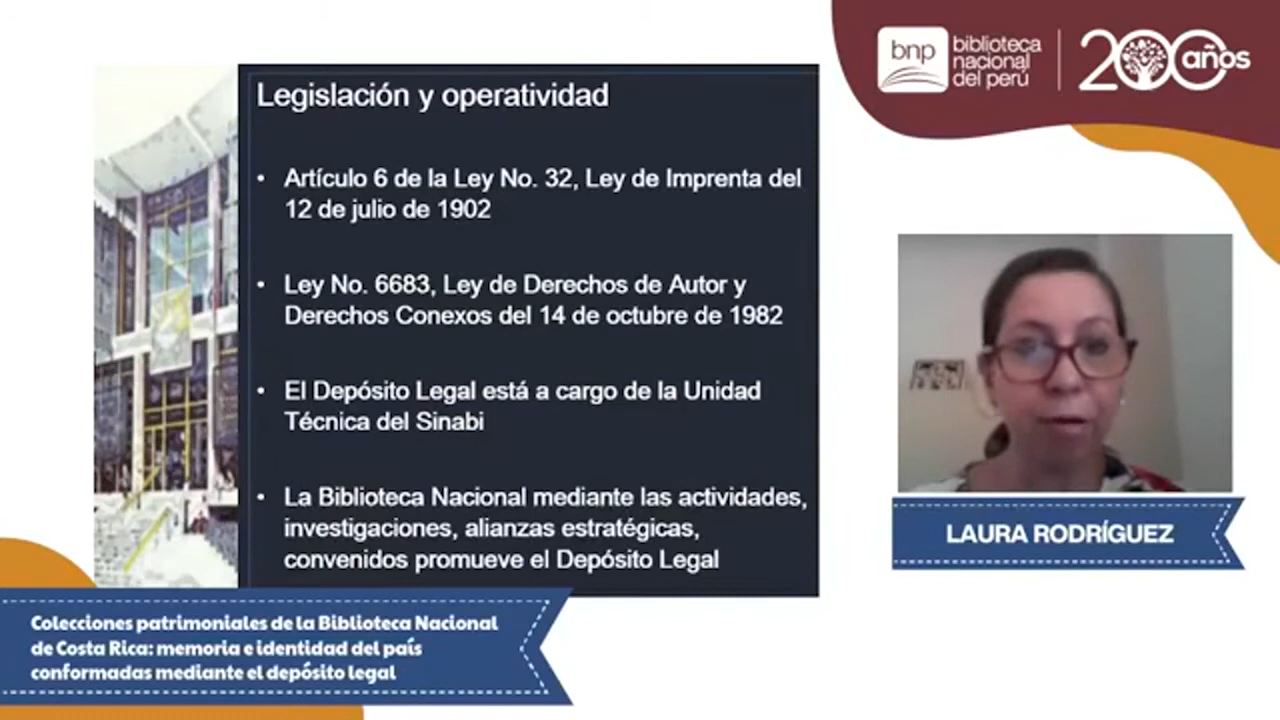 bnp
biblioteca
nacional
del perú
200 años
Legislación y operatividad
• Artículo 6 de la Ley No. 32, Ley de Imprenta del
12 de julio de 1902
• Ley No. 6683, Ley de Derechos de Autor y
Derechos Conexos del 14 de octubre de 1982
• El Depósito Legal está a cargo de la Unidad
Técnica del Sinabi
• La Biblioteca Nacional mediante las actividades,
investigaciones, alianzas estratégicas,
convenidos promueve el Depósito Legal
LAURA RODRÍGUEZ
Colecciones patrimoniales de la Biblioteca Nacional
de Costa Rica: memoria e identidad del país
conformadas mediante el depósito legal